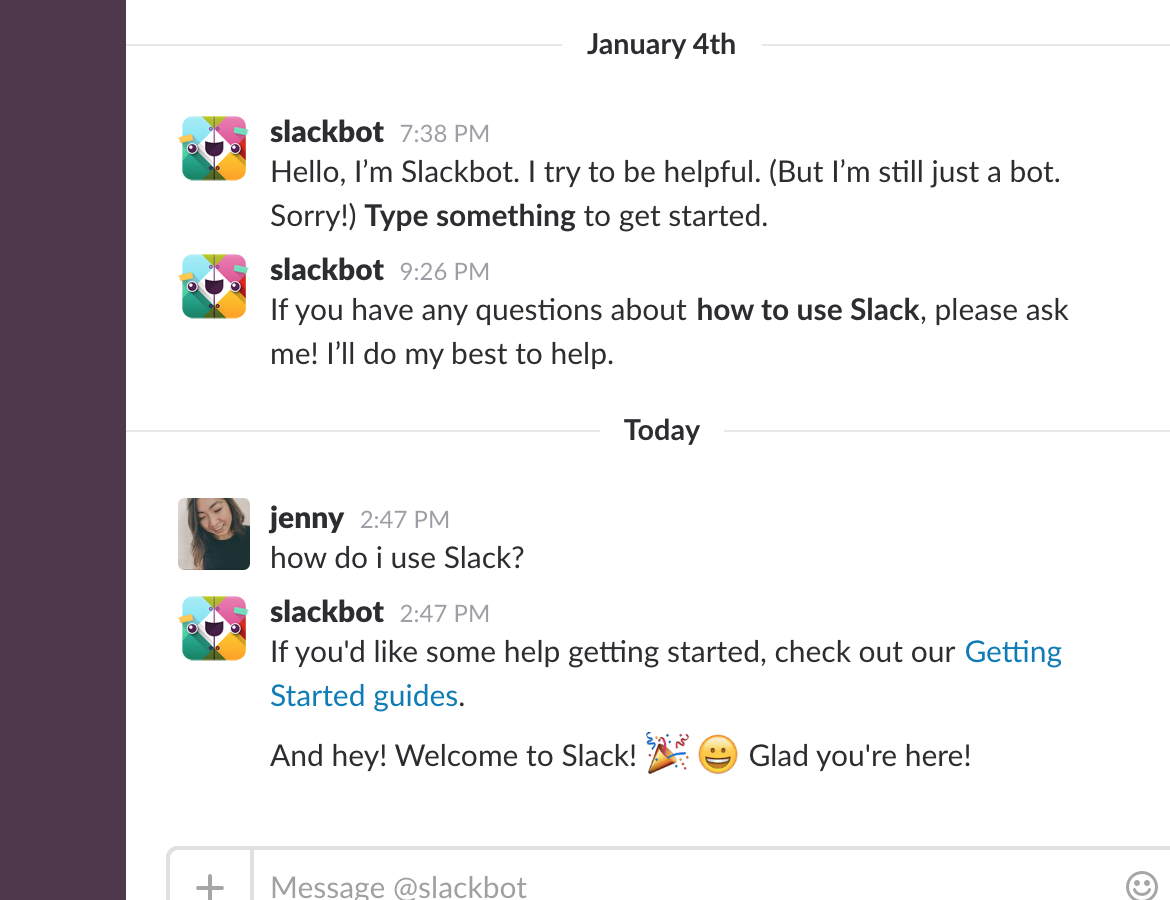 January 4th
slackbot 7:38 PM
Hello, I’m Slackbot. I try to be helpful. (But I’m still just a bot.
Sorry!) Type something to get started.
slackbot 9:26 PM
If you have any questions about how to use Slack, please ask
me! I’ll do my best to help.
Today
jenny 2:47 PM
how do i use Slack?
slackbot 2:47 PM
If you'd like some help getting started, check out our Getting
Started guides.
And hey! Welcome to Slack! 🎉 😀 Glad you're here!
Message @slackbot